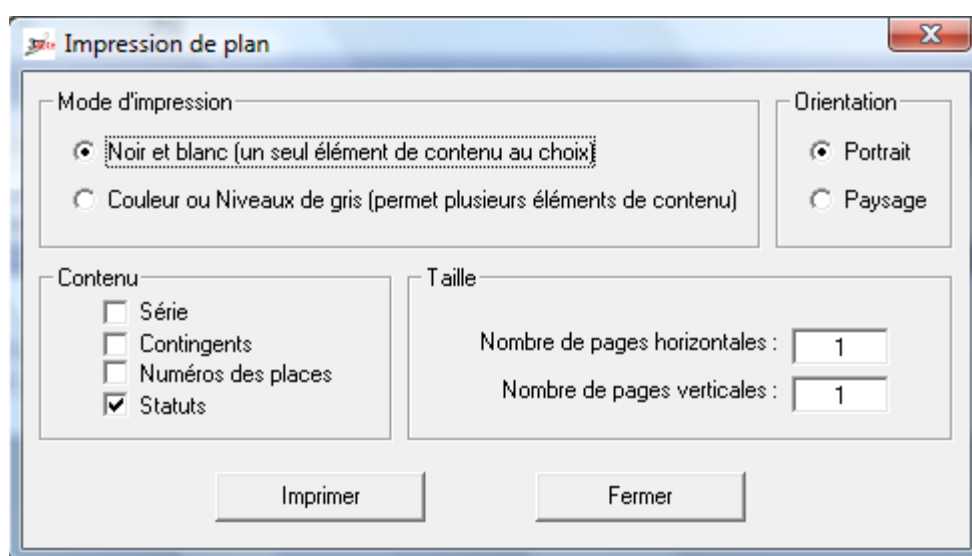 Impression de plan
Mode d'impression
Noir et blanc (un seul élément de contenu au choix)
Couleur ou Niveaux de gris (permet plusieurs éléments de contenu)
Orientation
Portrait
Paysage
Contenu
Série
Contingents
Numéros des places
Statuts
Taille
Nombre de pages horizontales : 1
Nombre de pages verticales : 1
Imprimer
Fermer